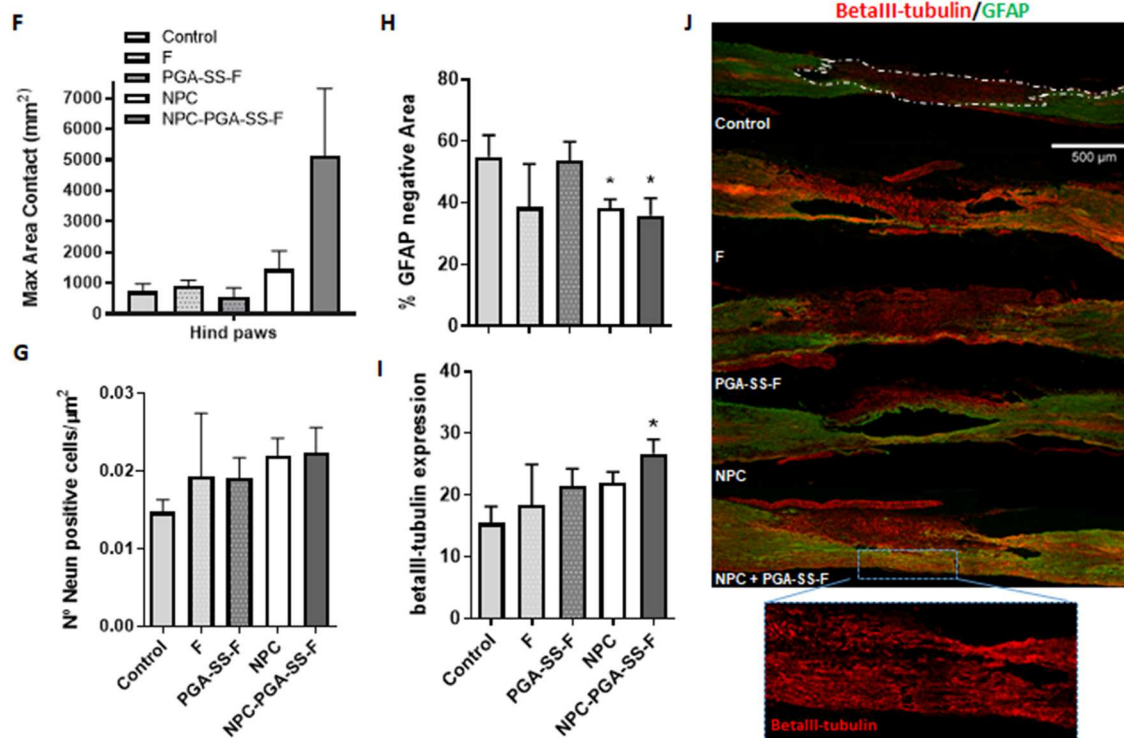 F
Control
F
PGA-SS-F
NPC
NPC-PGA-SS-F
Max Area Contact (mm²)
7000
6000
5000
4000
3000
2000
1000
0
Hind paws
G
Nº Neun positive cells/µm²
0.03
0.02
0.01
0.00
Control
F
PGA-SS-F
NPC
NPC-PGA-SS-F
H
% GFAP negative Area
80
60
40
20
0
*
*
I
betaIII-tubulin expression
40
30
20
10
0
*
Control
F
PGA-SS-F
NPC
NPC-PGA-SS-F
BetaIII-tubulin/GFAP
J
Control
500 µm
F
PGA-SS-F
NPC
NPC + PGA-SS-F
BetaIII-tubulin